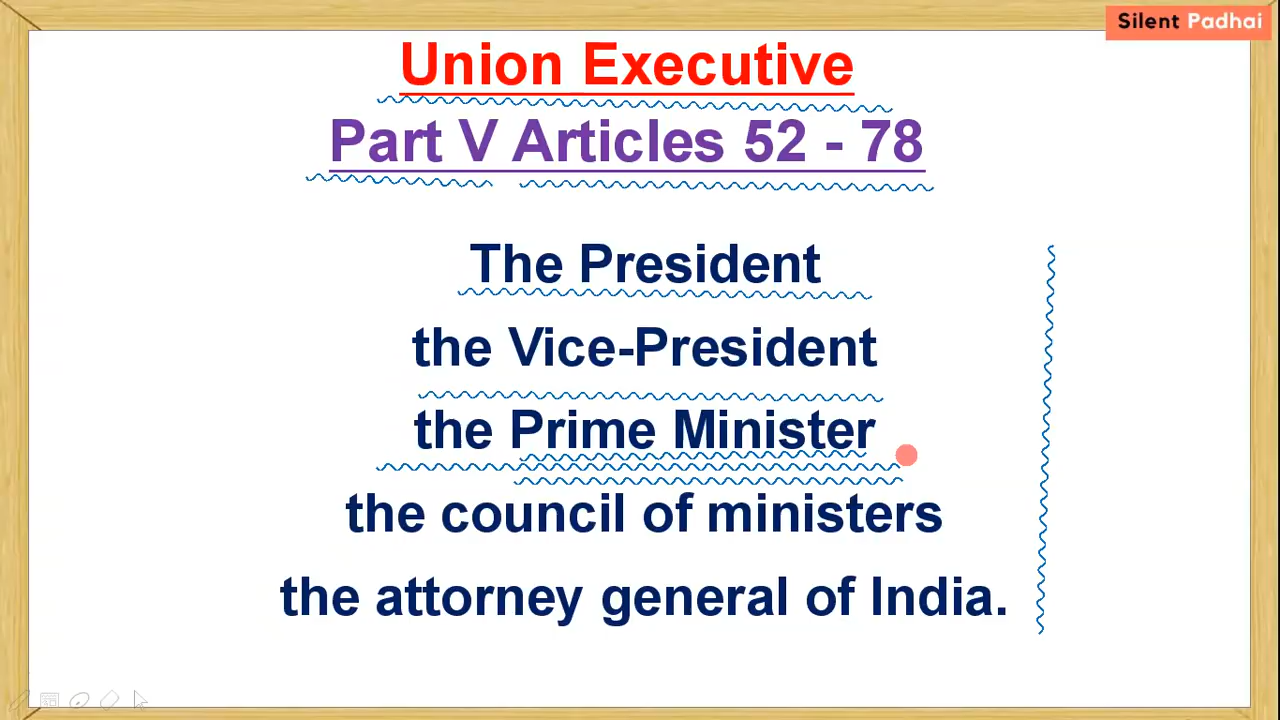 Silent Padhai
Union Executive
Part V Articles 52 - 78
The President
the Vice-President
the Prime Minister
the council of ministers
the attorney general of India.